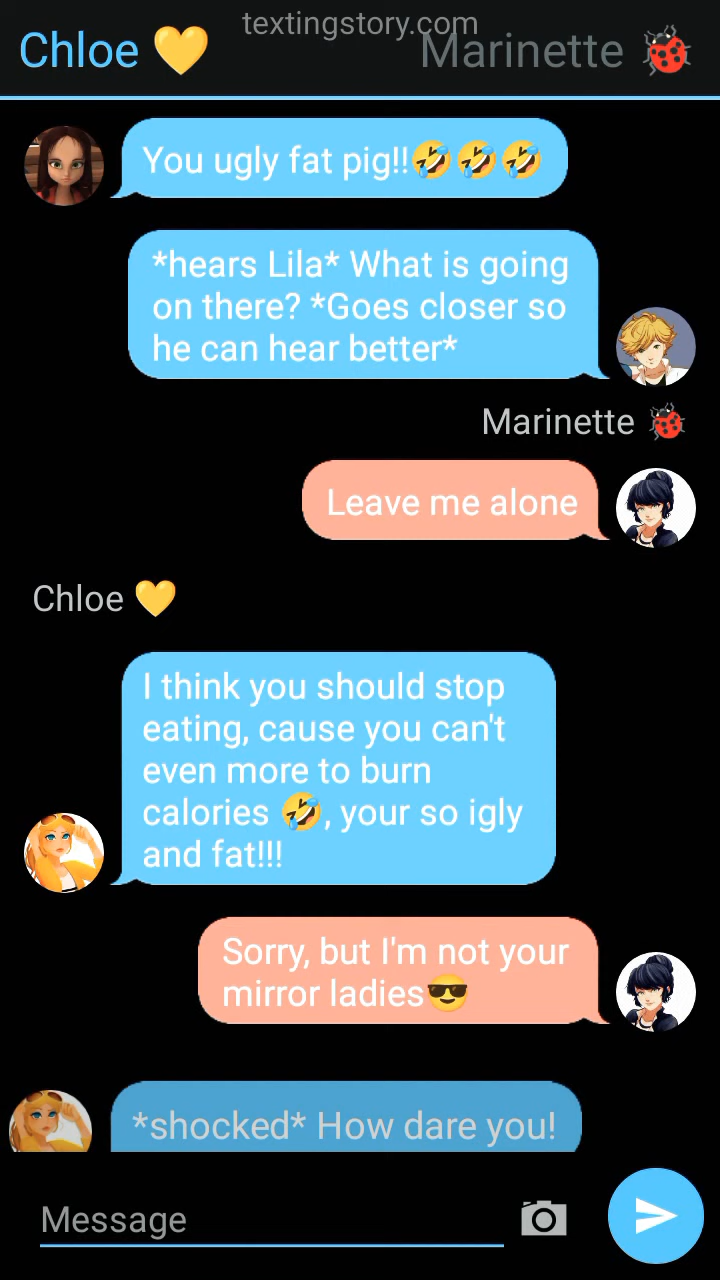 textingstory.com
Chloe 💛 Marinette 🐞
You ugly fat pig!!🤣🤣🤣
*hears Lila* What is going
on there? *Goes closer so
he can hear better*
Marinette 🐞
Leave me alone
Chloe 💛
I think you should stop
eating, cause you can't
even more to burn
calories 🤣, your so igly
and fat!!!
Sorry, but I'm not your
mirror ladies😎
*shocked* How dare you!
Message